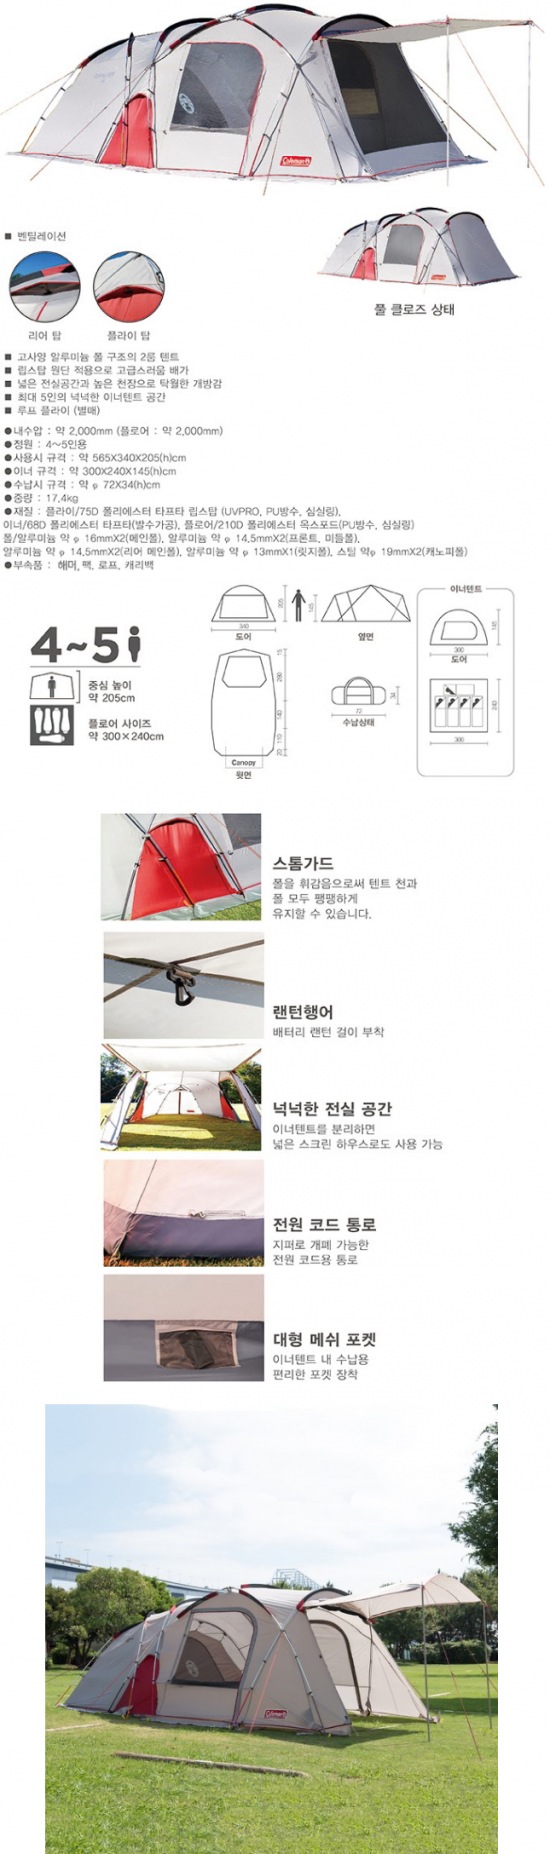 Coleman
■ 벤틸레이션
리어 탑
플라이 탑
Coleman
풀 클로즈 상태
■ 고사양 알루미늄 폴 구조의 2룸 텐트
■ 립스탑 원단 적용으로 고급스러움 배가
■ 넓은 전실공간과 높은 천장으로 탁월한 개방감
■ 최대 5인의 넉넉한 이너텐트 공간
■ 루프 플라이 (별매)
●내수압 : 약 2,000mm (플로어 : 약 2,000mm)
●정원 : 4~5인용
●사용시 규격 : 약 565X340X205(h)cm
●이너 규격 : 약 300X240X145(h)cm
●수납시 규격 : 약 φ 72X34(h)cm
●중량 : 17,4kg
●재질 : 플라이/75D 폴리에스터 타프타 립스탑 (UVPRO, PU방수, 심실링),
이너/68D 폴리에스터 타프타(발수가공), 플로어/210D 폴리에스터 옥스포드(PU방수, 심실링)
폴/알루미늄 약 φ 16mmX2(메인폴), 알루미늄 약 φ 14,5mmX2(프론트, 미들폴),
알루미늄 약 φ 14,5mmX2(리어 메인폴), 알루미늄 약 φ 13mmX1(릿지폴), 스틸 약φ 19mmX2(캐노피폴)
●부속품 : 해머, 팩, 로프, 캐리백
4~5
중심 높이
약 205cm
플로어 사이즈
약 300×240cm
340
205
도어
145
옆면
15
280
140
110
20
Canopy
윗면
72
34
수납상태
이너텐트
145
300
도어
240
300
스톰가드
폴을 휘감음으로써 텐트 천과
폴 모두 팽팽하게
유지할 수 있습니다.
랜턴행어
배터리 랜턴 걸이 부착
넉넉한 전실 공간
이너텐트를 분리하면
넓은 스크린 하우스로도 사용 가능
전원 코드 통로
지퍼로 개폐 가능한
전원 코드용 통로
대형 메쉬 포켓
이너텐트 내 수납용
편리한 포켓 장착
Coleman